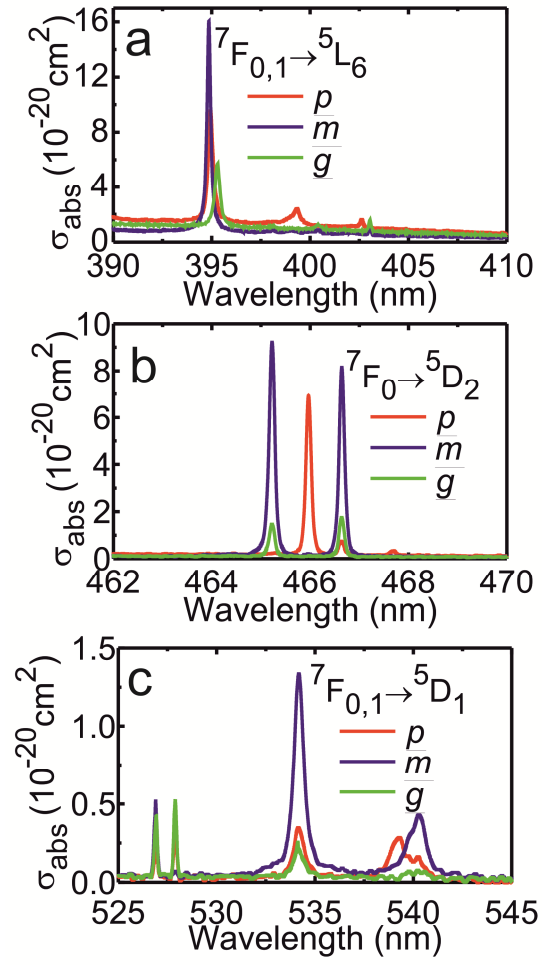 a
⁷F₀,₁→⁵L₆
p
m
g
16
12
8
4
0
σabs (10⁻²⁰cm²)
390 395 400 405 410
Wavelength (nm)
b
⁷F₀→⁵D₂
p
m
g
10
8
6
4
2
0
σabs (10⁻²⁰cm²)
462 464 466 468 470
Wavelength (nm)
c
⁷F₀,₁→⁵D₁
p
m
g
1.5
1.0
0.5
0.0
σabs (10⁻²⁰cm²)
525 530 535 540 545
Wavelength (nm)